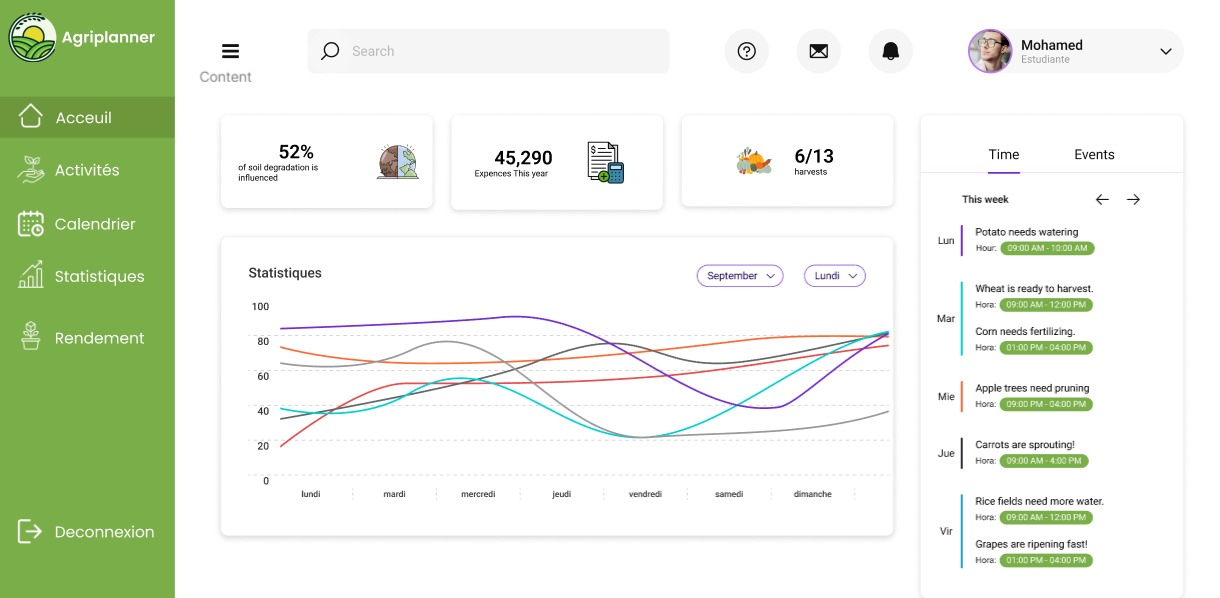 Agriplanner
Content
Acceuil
Activités
Calendrier
Statistiques
Rendement
Deconnexion
Search
Mohamed
Estudiante
52%
of soil degradation is
influenced
45,290
Expences This year
6/13
harvests
Statistiques
September
Lundi
100
80
60
40
20
0
lundi mardi mercredi jeudi vendredi samedi dimanche
Time Events
This week
Lun
Potato needs watering
Hour: 09:00 AM - 10:00 AM
Mar
Wheat is ready to harvest.
Hora: 09:00 AM - 12:00 PM
Corn needs fertilizing.
Hora: 01:00 PM - 04:00 PM
Mie
Apple trees need pruning
Hora: 09:00 PM - 04:00 PM
Jue
Carrots are sprouting!
Hora: 09:00 AM - 4:00 PM
Vir
Rice fields need more water.
Hora: 09:00 AM - 12:00 PM
Grapes are ripening fast!
Hora: 01:00 PM - 04:00 PM